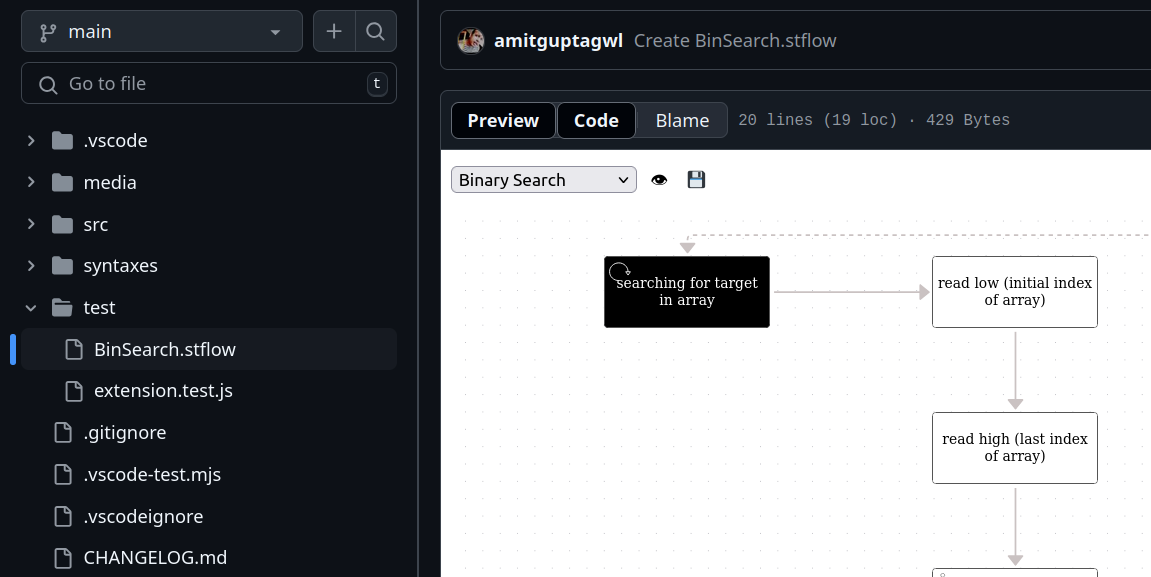 main
Go to file
t
.vscode
media
src
syntaxes
test
BinSearch.stflow
extension.test.js
.gitignore
.vscode-test.mjs
.vscodeignore
CHANGELOG.md
amitguptagwl Create BinSearch.stflow
Preview Code Blame 20 lines (19 loc) · 429 Bytes
Binary Search
searching for target
in array
read low (initial index
of array)
read high (last index
of array)